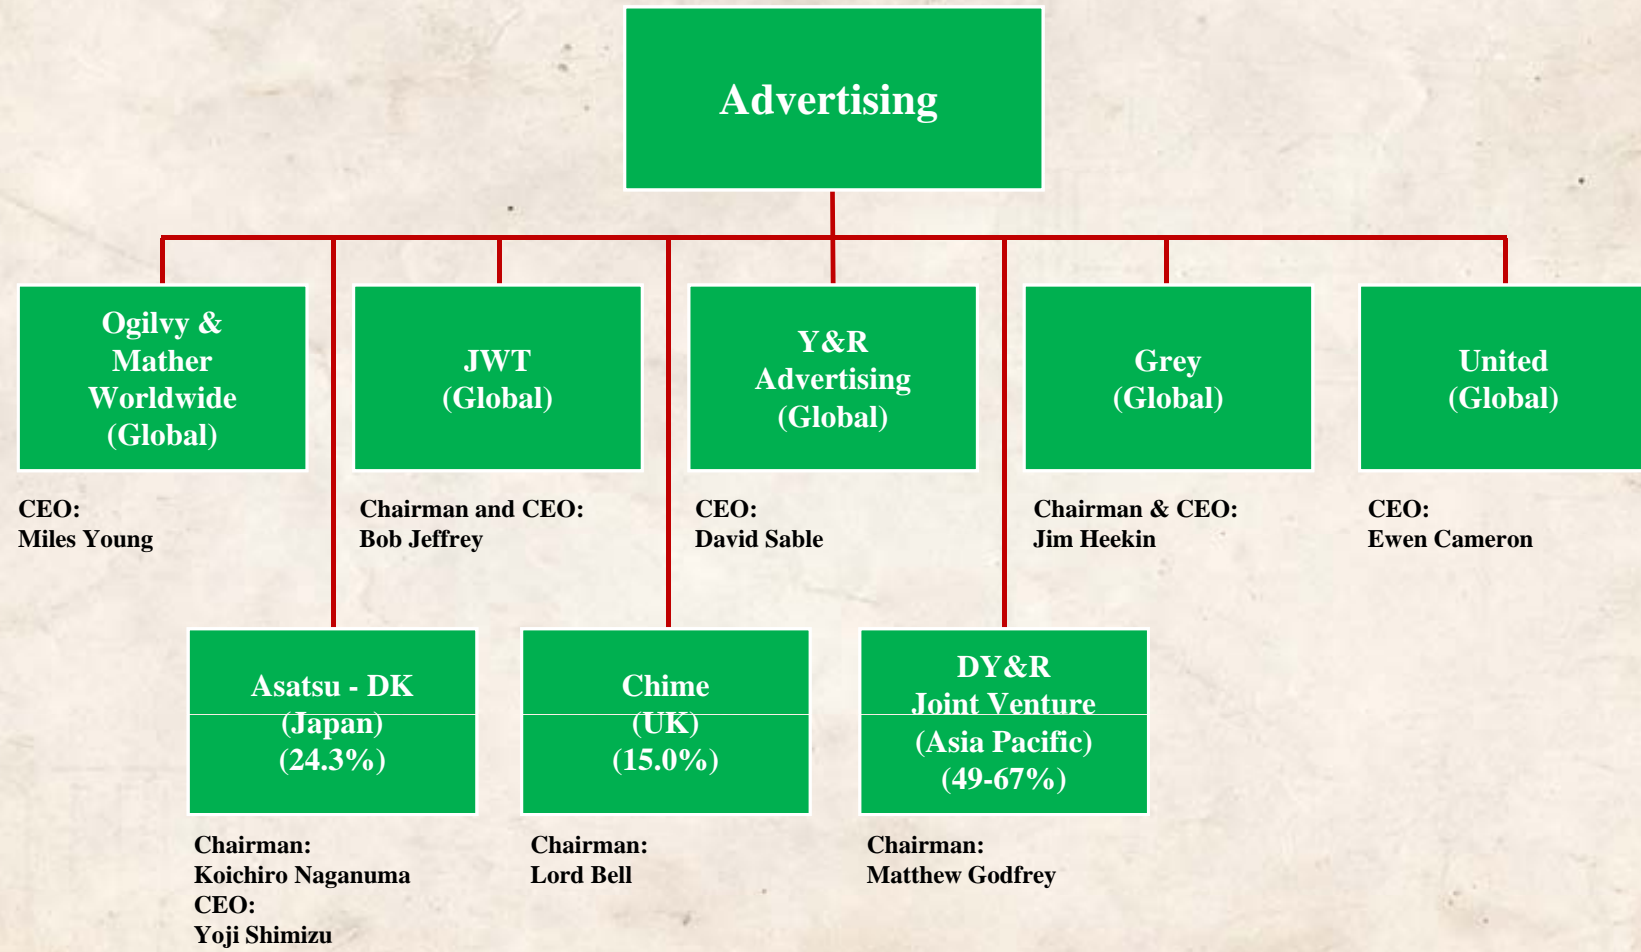 Advertising
Ogilvy &
Mather
Worldwide
(Global)
CEO:
Miles Young
JWT
(Global)
Chairman and CEO:
Bob Jeffrey
Y&R
Advertising
(Global)
CEO:
David Sable
Grey
(Global)
Chairman & CEO:
Jim Heekin
United
(Global)
CEO:
Ewen Cameron
Asatsu - DK
(Japan)
(24.3%)
Chairman:
Koichiro Naganuma
CEO:
Yoji Shimizu
Chime
(UK)
(15.0%)
Chairman:
Lord Bell
DY&R
Joint Venture
(Asia Pacific)
(49-67%)
Chairman:
Matthew Godfrey